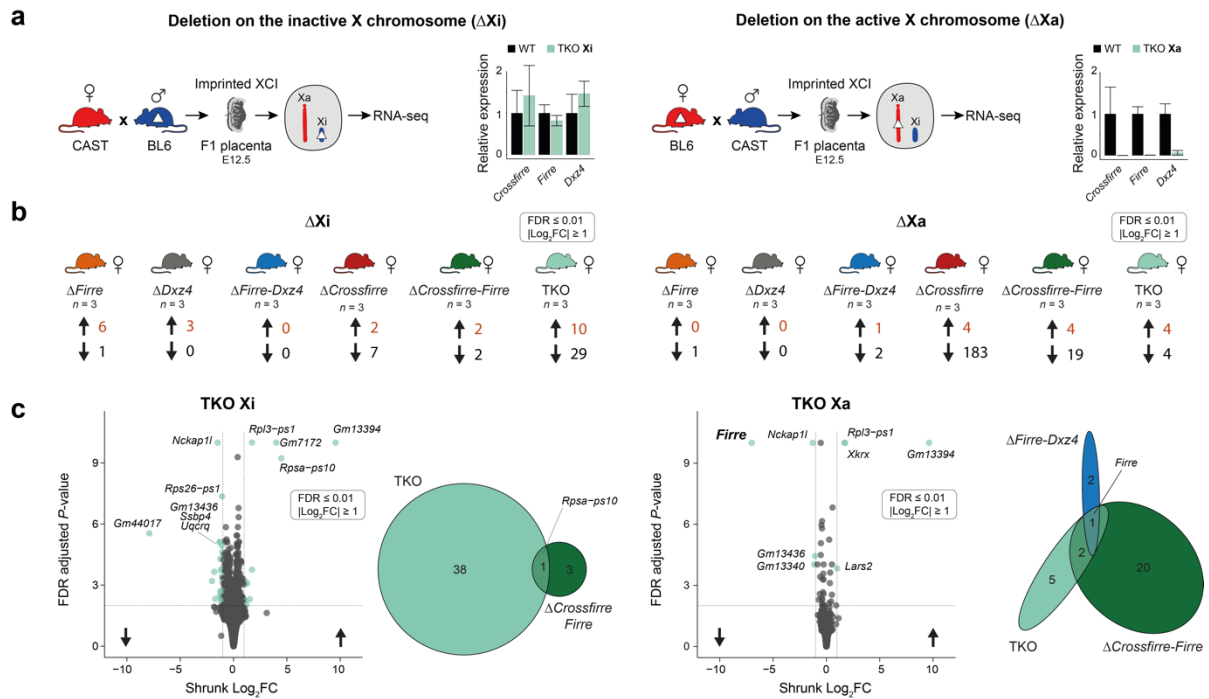 a
Deletion on the inactive X chromosome (ΔXi)
♀
♂
x
CAST
BL6
Imprinted XCI
F1 placenta
E12.5
Xa
Xi
RNA-seq
WT
TKO Xi
Relative expression
2
1
0
Crossfirre
Firre
Dxz4
Deletion on the active X chromosome (ΔXa)
♀
♂
x
BL6
CAST
Imprinted XCI
F1 placenta
E12.5
Xa
Xi
RNA-seq
WT
TKO Xa
Relative expression
2
1
0
Crossfirre
Firre
Dxz4
b
ΔXi
FDR ≤ 0.01
|Log2FC| ≥ 1
♀ ♀ ♀ ♀ ♀ ♀
ΔFirre ΔDxz4 ΔFirre-Dxz4 ΔCrossfirre ΔCrossfirre-Firre TKO
n = 3 n = 3 n = 3 n = 3 n = 3 n = 3
6 3 0 2 2 10
1 0 0 7 2 29
ΔXa
FDR ≤ 0.01
|Log2FC| ≥ 1
♀ ♀ ♀ ♀ ♀ ♀
ΔFirre ΔDxz4 ΔFirre-Dxz4 ΔCrossfirre ΔCrossfirre-Firre TKO
n = 3 n = 3 n = 3 n = 3 n = 3 n = 3
0 0 1 4 4 4
1 0 2 183 19 4
c
TKO Xi
FDR adjusted P-value
9
6
3
0
−10 −5 0 5 10
Shrunk Log2FC
Nckap1l
Rpl3−ps1
Gm13394
Gm7172
Rpsa−ps10
Rps26−ps1
Gm13436
Ssbp4
Uqcrq
Gm44017
FDR ≤ 0.01
|Log2FC| ≥ 1
TKO
Rpsa−ps10
38
1
3
ΔCrossfirre
Firre
TKO Xa
FDR adjusted P-value
9
6
3
0
−10 −5 0 5 10
Shrunk Log2FC
Firre
Nckap1l
Rpl3−ps1
Xkrx
Gm13394
FDR ≤ 0.01
|Log2FC| ≥ 1
Gm13436
Gm13340
Lars2
ΔFirre-Dxz4
Firre
2
1
2
5
20
TKO
ΔCrossfirre-Firre